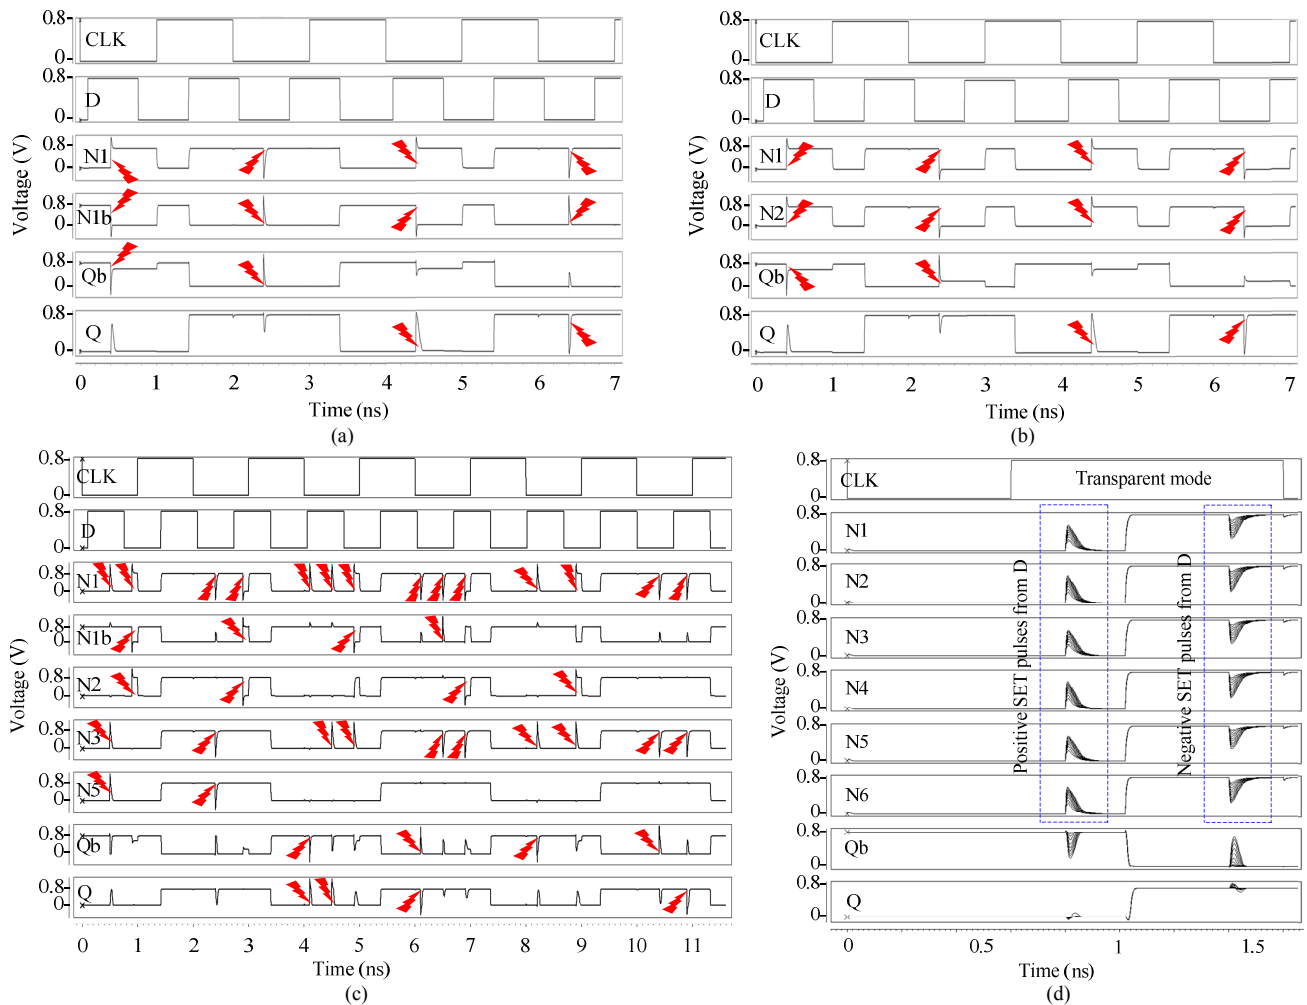 0.8
CLK
0
0.8
D
0
Voltage (V)
0.8
N1
0
0.8
N1b
0
0.8
Qb
0
0.8
Q
0
0 1 2 3 4 5 6 7
Time (ns)
(a)
0.8
CLK
0
0.8
D
0
Voltage (V)
0.8
N1
0
0.8
N2
0
0.8
Qb
0
0.8
Q
0
0 1 2 3 4 5 6 7
Time (ns)
(b)
0.8
CLK
0
0.8
D
0
Voltage (V)
0.8
N1
0
0.8
N1b
0
0.8
N2
0
0.8
N3
0
0.8
N5
0
0.8
Qb
0
0.8
Q
0
0 1 2 3 4 5 6 7 8 9 10 11
Time (ns)
(c)
0.8
CLK
Transparent mode
0
0.8
N1
0
0.8
N2
0
0.8
N3
0
Voltage (V)
0.8
N4
0
0.8
N5
0
0.8
N6
0
Positive SET pulses from D
Negative SET pulses from D
0.8
Qb
0
0.8
Q
0
0 0.5 1 1.5
Time (ns)
(d)